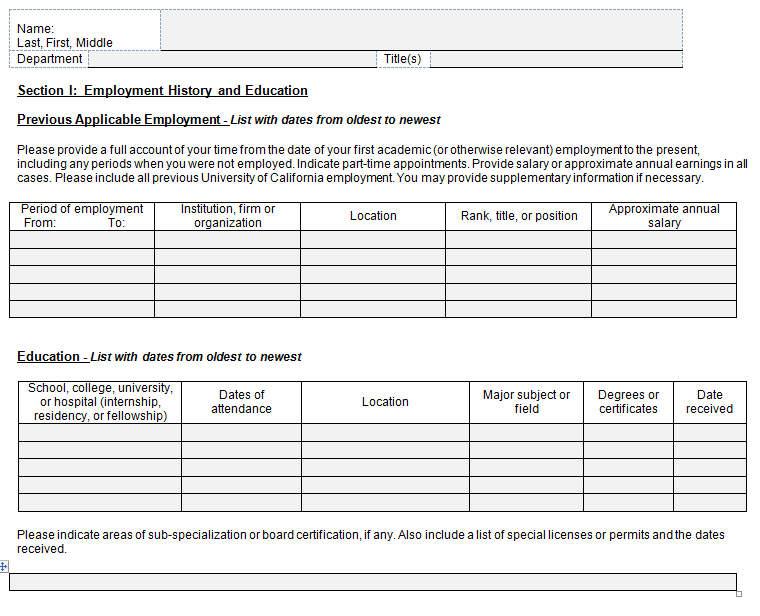 Name:
Last, First, Middle
Department
Title(s)
Section I: Employment History and Education
Previous Applicable Employment - List with dates from oldest to newest
Please provide a full account of your time from the date of your first academic (or otherwise relevant) employment to the present,
including any periods when you were not employed. Indicate part-time appointments. Provide salary or approximate annual earnings in all
cases. Please include all previous University of California employment. You may provide supplementary information if necessary.
Period of employment
From: To:
Institution, firm or
organization
Location
Rank, title, or position
Approximate annual
salary
Education - List with dates from oldest to newest
School, college, university,
or hospital (internship,
residency, or fellowship)
Dates of
attendance
Location
Major subject or
field
Degrees or
certificates
Date
received
Please indicate areas of sub-specialization or board certification, if any. Also include a list of special licenses or permits and the dates
received.